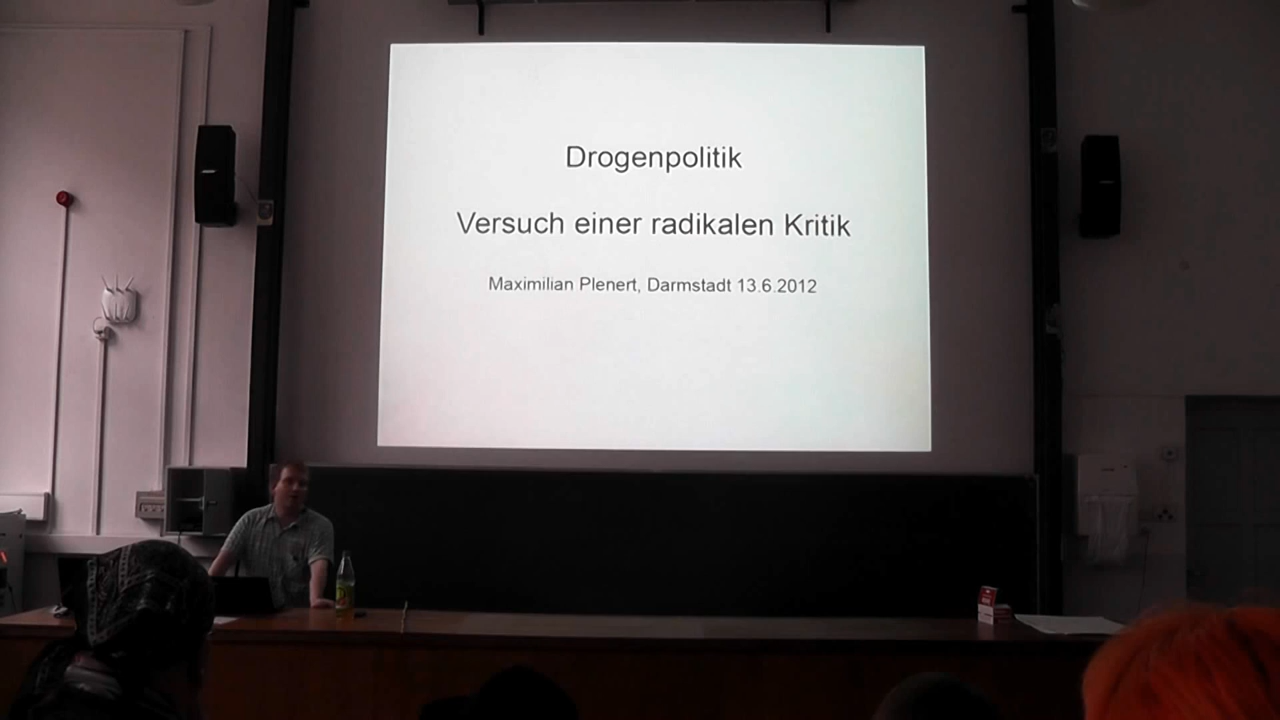 Drogenpolitik
Versuch einer radikalen Kritik
Maximilian Plenert, Darmstadt 13.6.2012